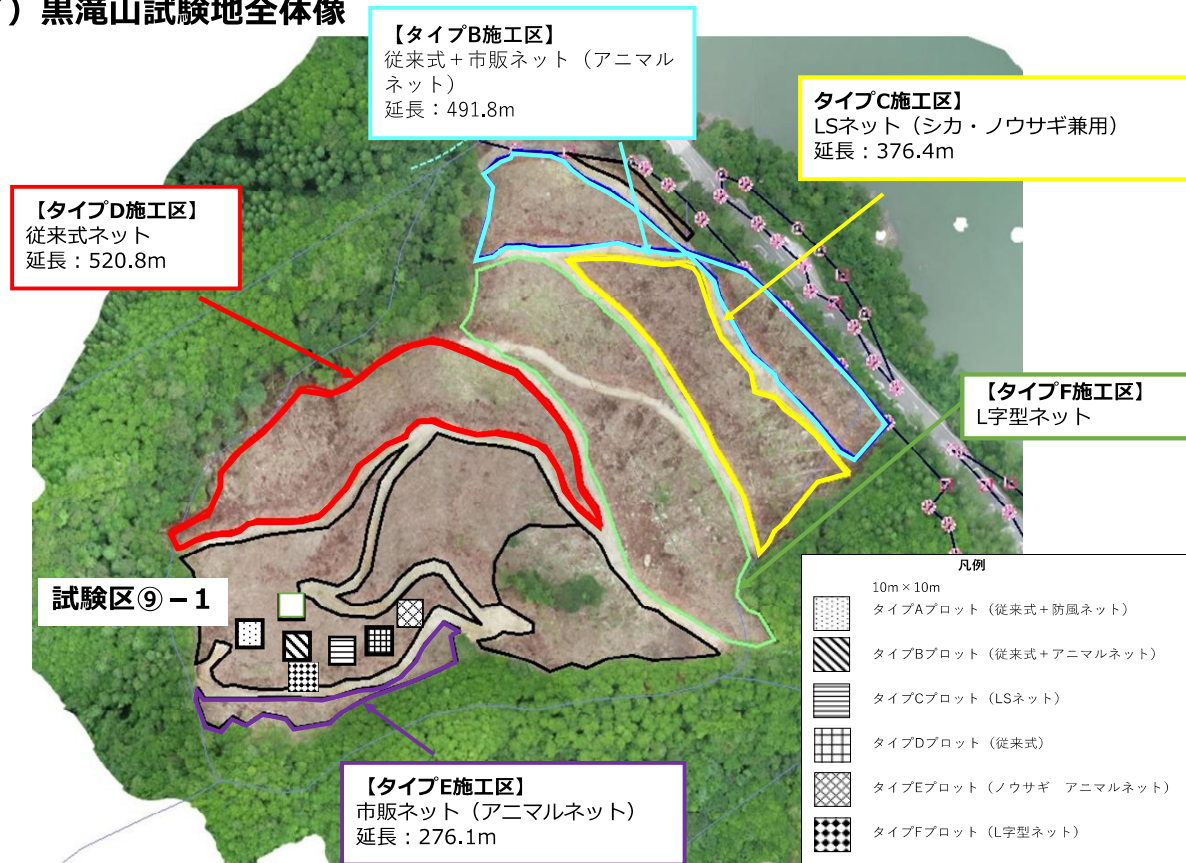 ）黒滝山試験地全体像
【タイプB施工区】
従来式＋市販ネット（アニマル
ネット）
延長：491.8m
タイプC施工区】
LSネット（シカ・ノウサギ兼用）
延長：376.4m
【タイプD施工区】
従来式ネット
延長：520.8m
【タイプF施工区】
L字型ネット
試験区⑨－1
【タイプE施工区】
市販ネット（アニマルネット）
延長：276.1m
凡例
10m×10m
タイプAプロット（従来式＋防風ネット）
タイプBプロット（従来式＋アニマルネット）
タイプCプロット（LSネット）
タイプDプロット（従来式）
タイプEプロット（ノウサギ　アニマルネット）
タイプFプロット（L字型ネット）